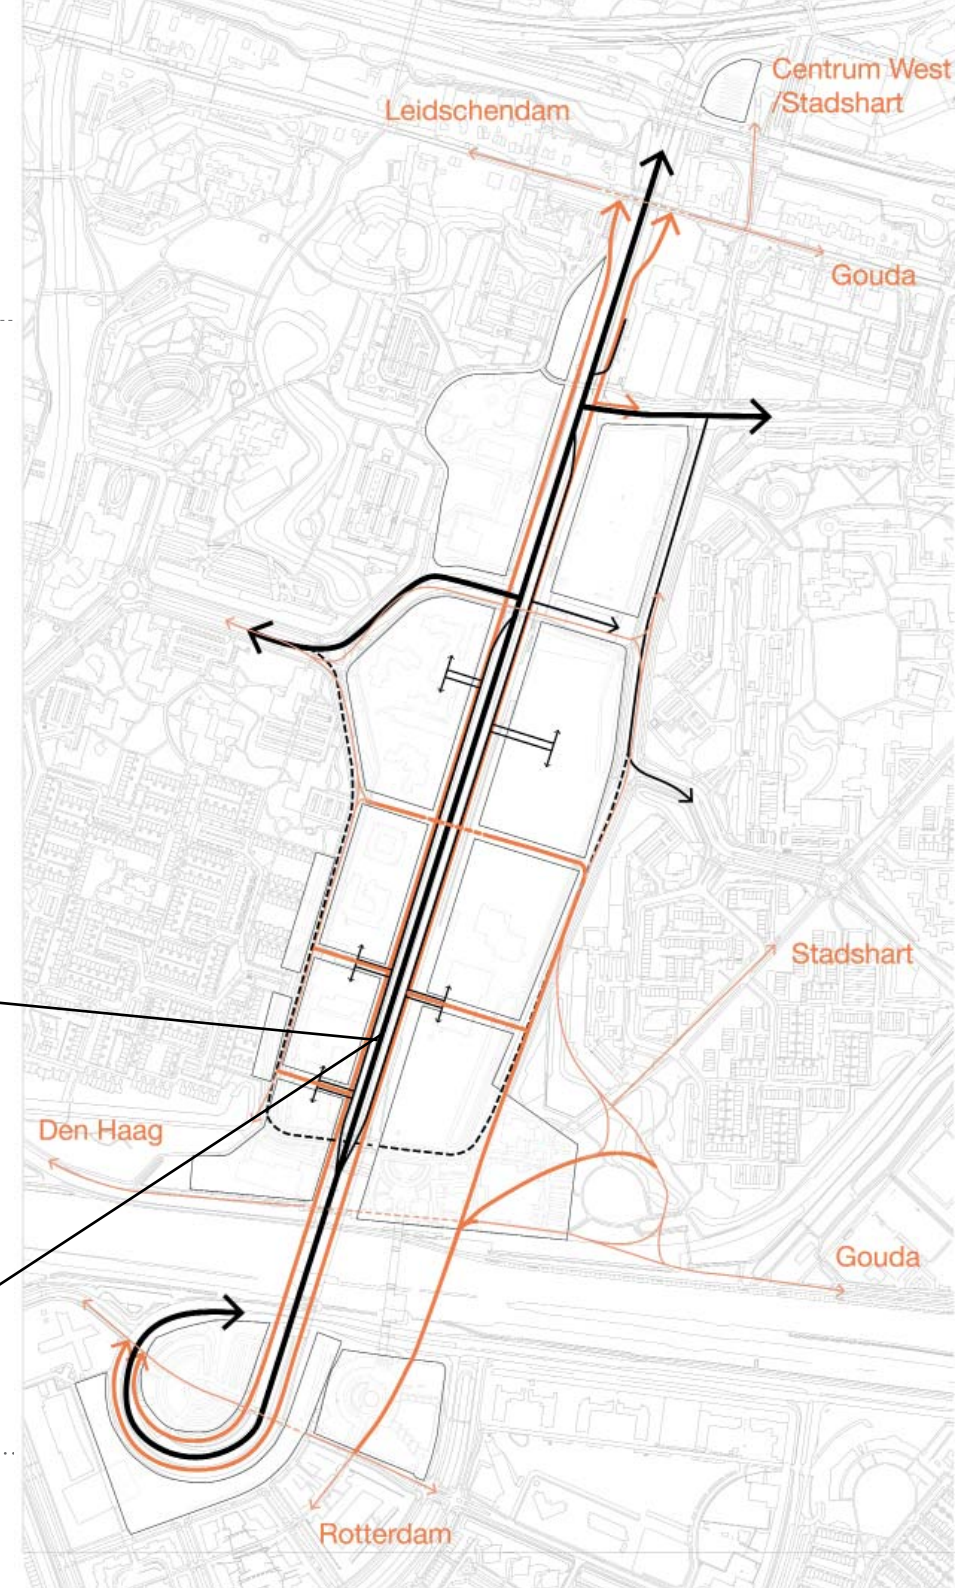 Centrum West
/Stadshart
Leidschendam
Gouda
Stadshart
Den Haag
Gouda
Rotterdam